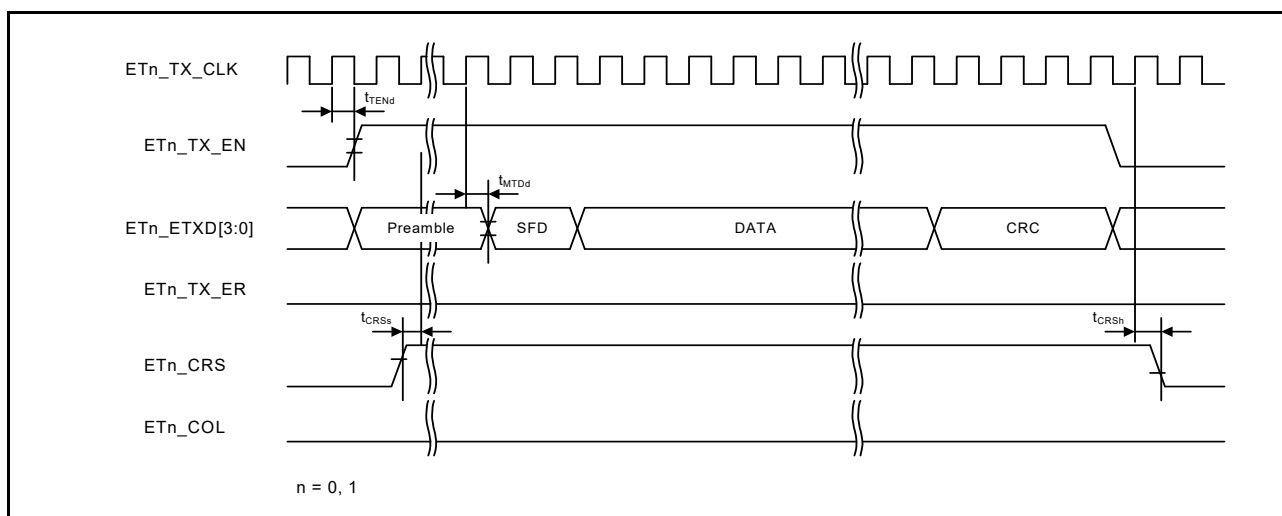 ETn_TX_CLK
tTENd
ETn_TX_EN
tMTDd
ETn_ETXD[3:0]
Preamble
SFD
DATA
CRC
ETn_TX_ER
tCRSs
tCRSh
ETn_CRS
ETn_COL
n = 0, 1